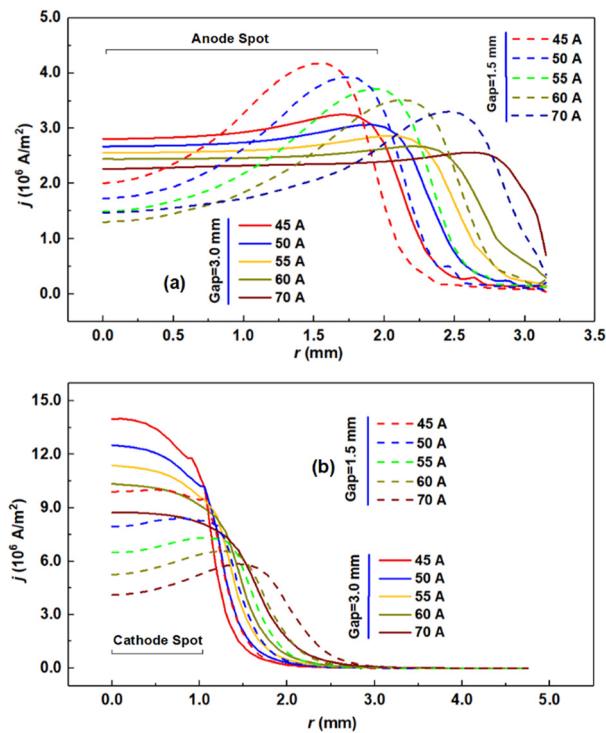 5.0
4.0
3.0
2.0
1.0
0.0
j (10⁶ A/m²)
Anode Spot
Gap=1.5 mm
45 A
50 A
55 A
60 A
70 A
Gap=3.0 mm
45 A
50 A
55 A
60 A
70 A
(a)
0.0 0.5 1.0 1.5 2.0 2.5 3.0 3.5
r (mm)
15.0
12.0
9.0
6.0
3.0
0.0
j (10⁶ A/m²)
(b)
Gap=1.5 mm
45 A
50 A
55 A
60 A
70 A
Gap=3.0 mm
45 A
50 A
55 A
60 A
70 A
Cathode Spot
0.0 1.0 2.0 3.0 4.0 5.0
r (mm)